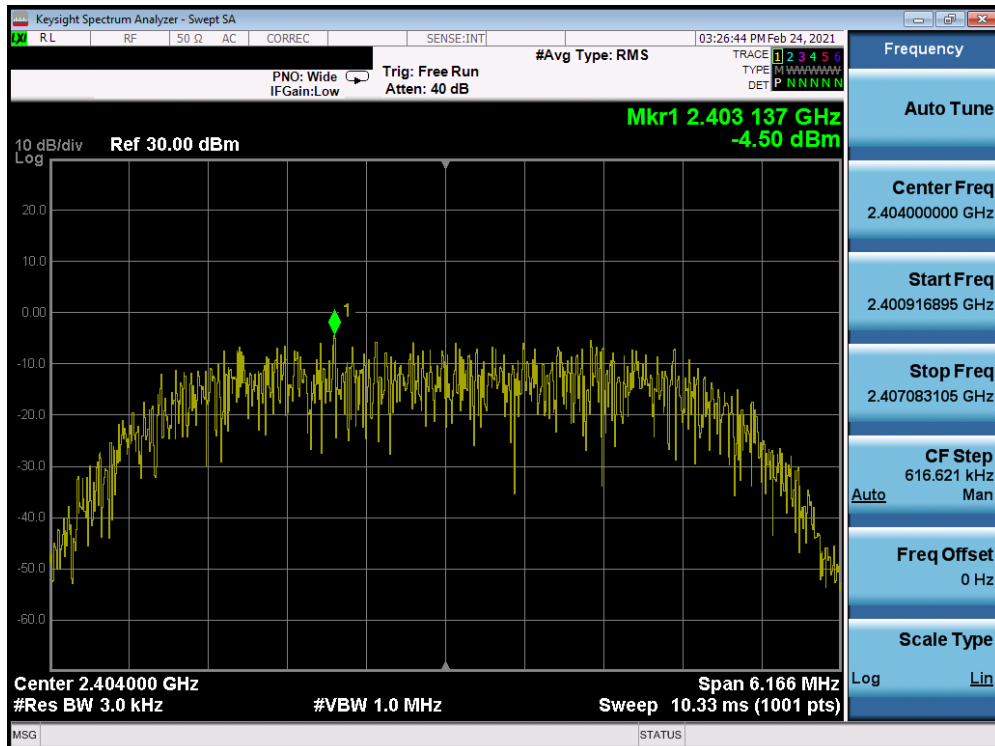 Keysight Spectrum Analyzer - Swept SA
LXI RL RF 50 Ω AC CORREC SENSE:INT 03:26:44 PM Feb 24, 2021
#Avg Type: RMS TRACE 1 2 3 4 5 6
PNO: Wide Trig: Free Run TYPE M WWWWW
IFGain:Low Atten: 40 dB DET P N N N N N
Mkr1 2.403 137 GHz
-4.50 dBm
10 dB/div Ref 30.00 dBm
Log
20.0
10.0
0.00
1
-10.0
-20.0
-30.0
-40.0
-50.0
-60.0
Center 2.404000 GHz Span 6.166 MHz
#Res BW 3.0 kHz #VBW 1.0 MHz Sweep 10.33 ms (1001 pts)
MSG STATUS
Frequency
Auto Tune
Center Freq
2.404000000 GHz
Start Freq
2.400916895 GHz
Stop Freq
2.407083105 GHz
CF Step
616.621 kHz
Auto Man
Freq Offset
0 Hz
Scale Type
Log Lin